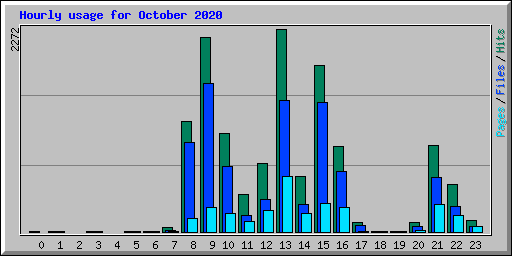 Hourly usage for October 2020
2272
Pages/Files/Hits
0 1 2 3 4 5 6 7 8 9 10 11 12 13 14 15 16 17 18 19 20 21 22 23